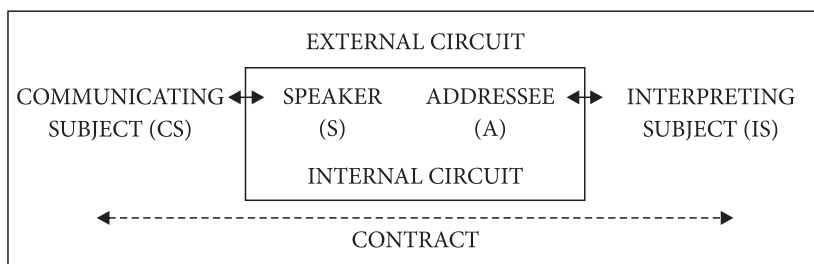 EXTERNAL CIRCUIT
COMMUNICATING SPEAKER ADDRESSEE INTERPRETING
SUBJECT (CS) (S) (A) SUBJECT (IS)
INTERNAL CIRCUIT
CONTRACT